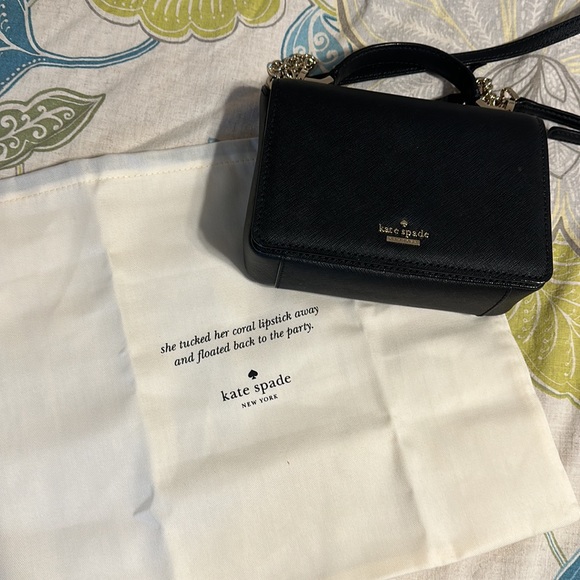 kate spade
she tucked her coral lipstick away
and floated back to the party.
kate spade
NEW YORK